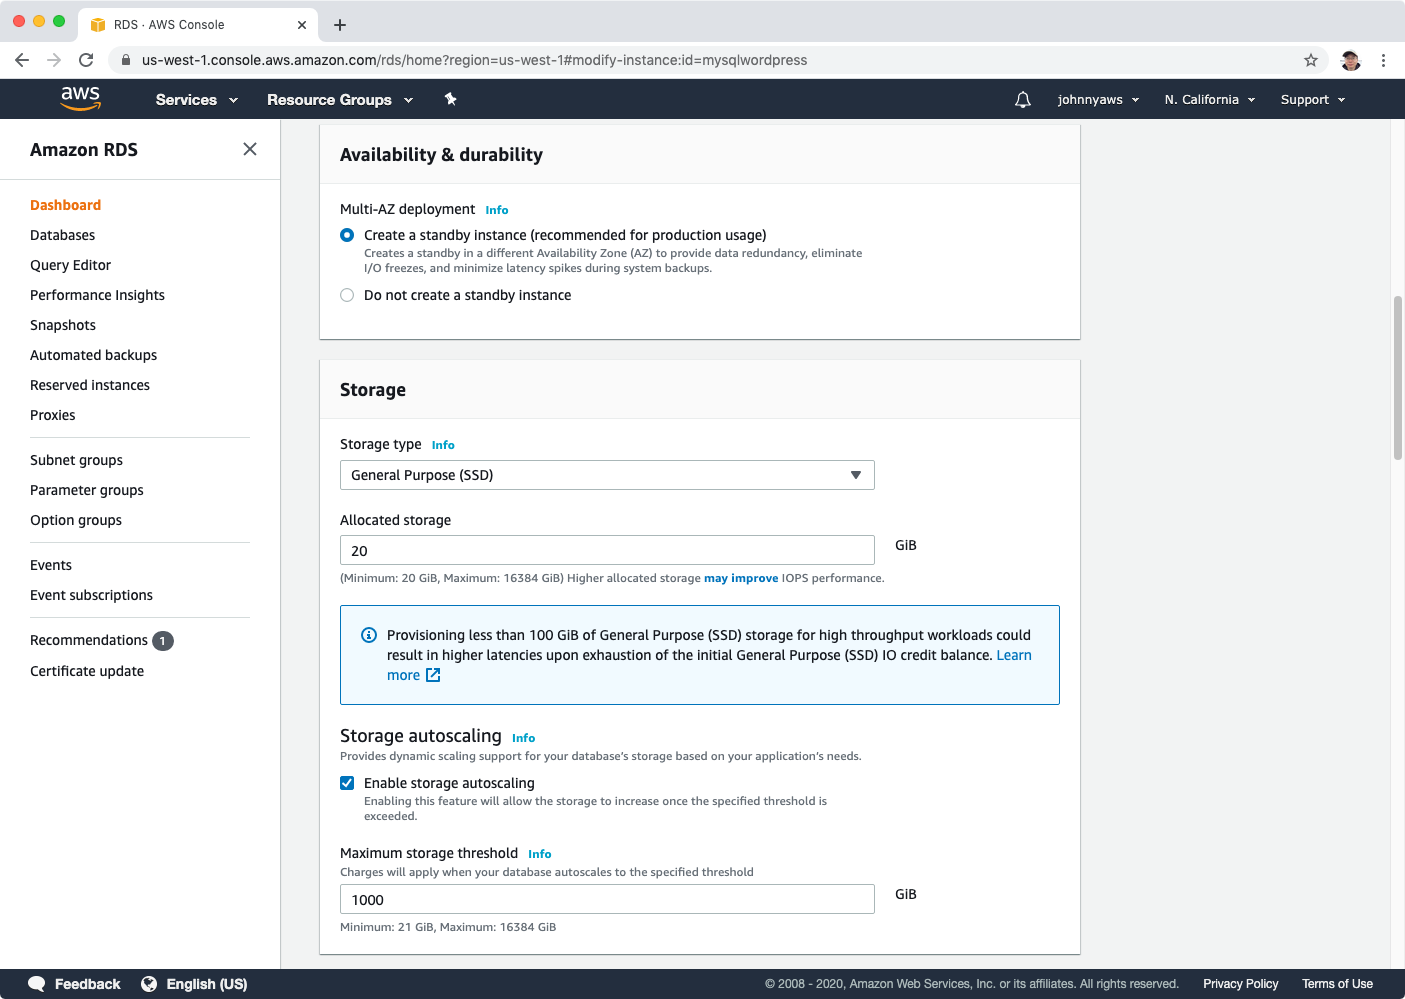 RDS · AWS Console
us-west-1.console.aws.amazon.com/rds/home?region=us-west-1#modify-instance:id=mysqlwordpress
aws
Services
Resource Groups
johnnyaws
N. California
Support
Amazon RDS
Dashboard
Databases
Query Editor
Performance Insights
Snapshots
Automated backups
Reserved instances
Proxies
Subnet groups
Parameter groups
Option groups
Events
Event subscriptions
Recommendations 1
Certificate update
Availability & durability
Multi-AZ deployment Info
Create a standby instance (recommended for production usage)
Creates a standby in a different Availability Zone (AZ) to provide data redundancy, eliminate
I/O freezes, and minimize latency spikes during system backups.
Do not create a standby instance
Storage
Storage type Info
General Purpose (SSD)
Allocated storage
20
GiB
(Minimum: 20 GiB, Maximum: 16384 GiB) Higher allocated storage may improve IOPS performance.
Provisioning less than 100 GiB of General Purpose (SSD) storage for high throughput workloads could
result in higher latencies upon exhaustion of the initial General Purpose (SSD) IO credit balance. Learn
more
Storage autoscaling Info
Provides dynamic scaling support for your database's storage based on your application's needs.
Enable storage autoscaling
Enabling this feature will allow the storage to increase once the specified threshold is
exceeded.
Maximum storage threshold Info
Charges will apply when your database autoscales to the specified threshold
1000
GiB
Minimum: 21 GiB, Maximum: 16384 GiB
Feedback
English (US)
© 2008 - 2020, Amazon Web Services, Inc. or its affiliates. All rights reserved.
Privacy Policy
Terms of Use